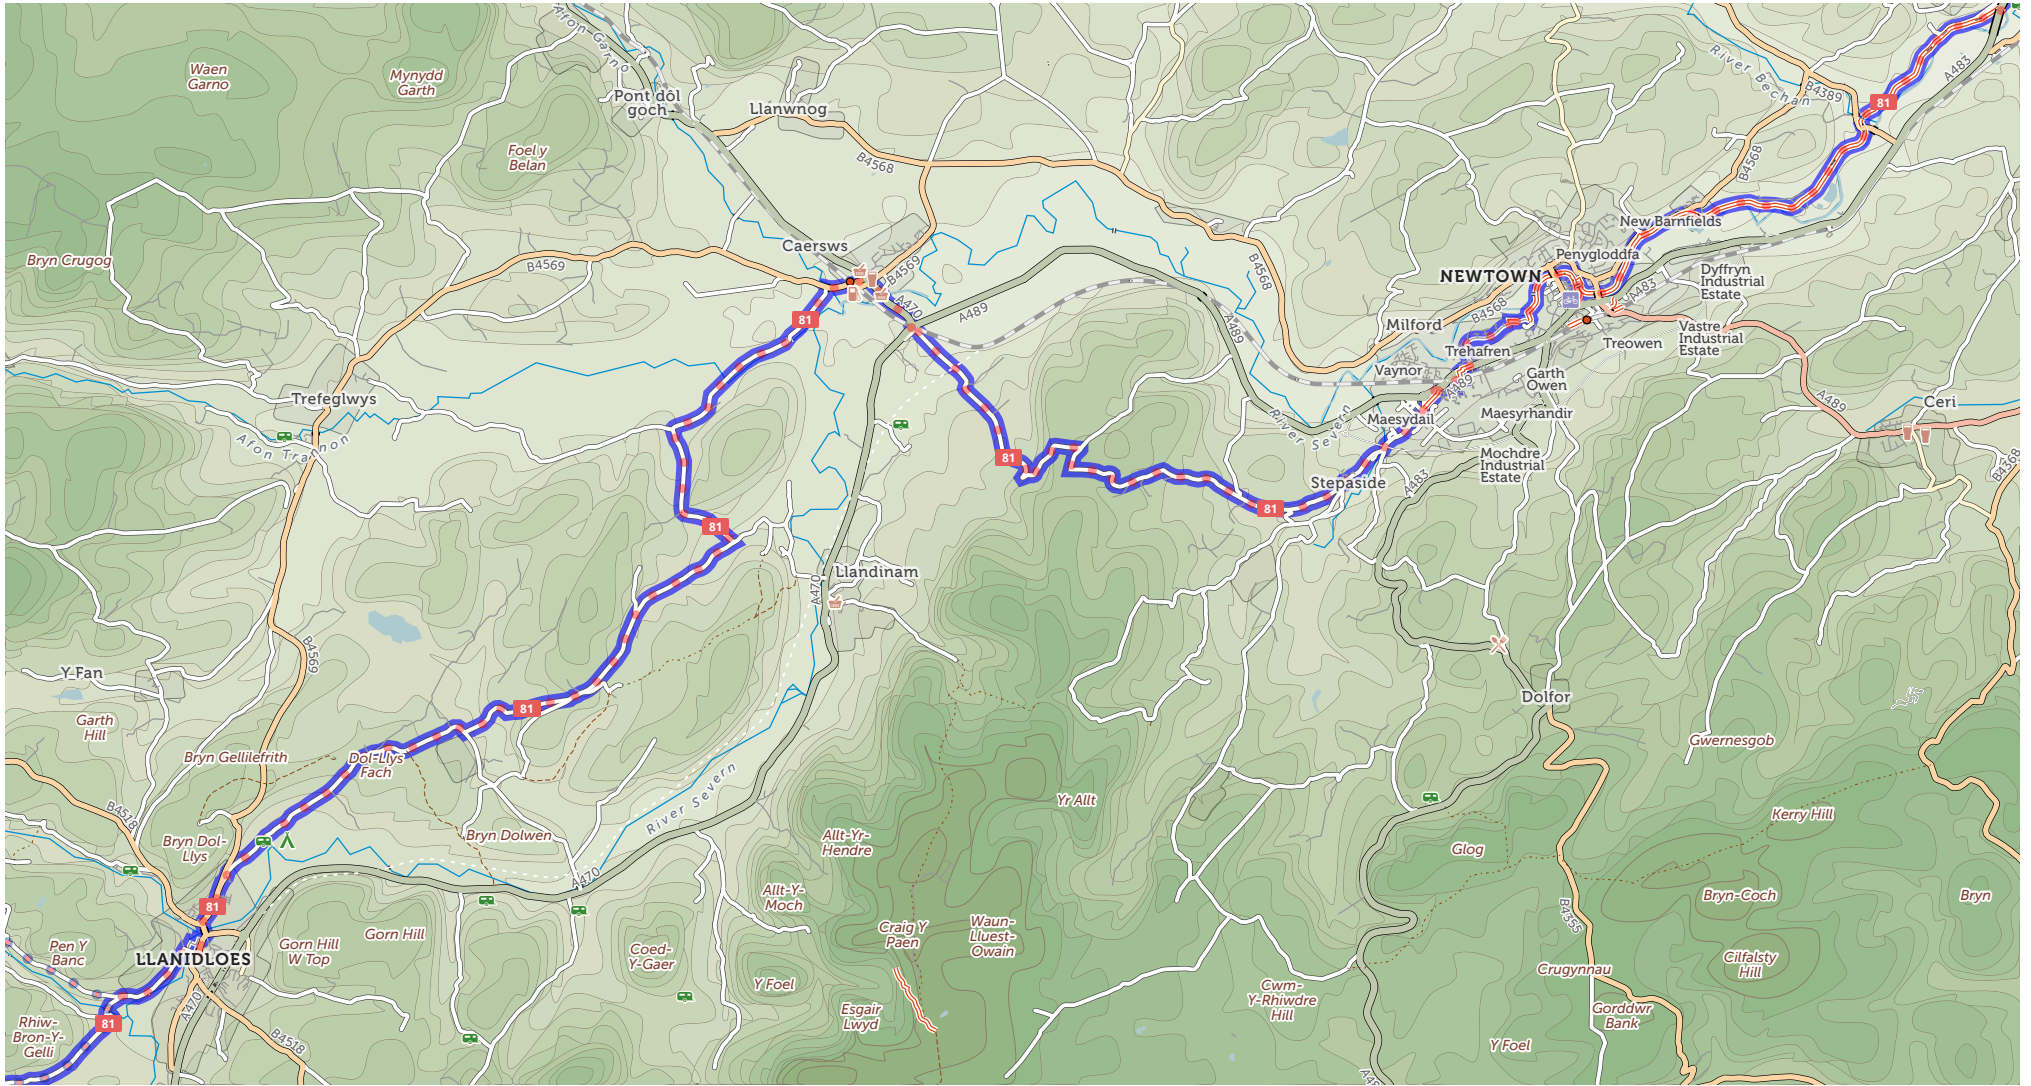 Afon Garno
Waen
Garno
Mynydd
Garth
Pont dôl
goch
Llanwnog
River Bechan
B4389
A483
81
Foel y
Belan
B4568
B4568
New Barnfields
Bryn Crugog
Caersws
B4569
B4569
Penygloddfa
NEWTOWN
Dyffryn
Industrial
Estate
B4568
A483
81
A470
A489
A489
B4568
Milford
Vastre
Industrial
Estate
Treowen
Trehafren
Vaynor
Garth
Owen
A489
Trefeglwys
Afon Trannon
River Severn
Maesydail
Maesyrhandir
A489
Ceri
81
Mochdre
Industrial
Estate
Stepaside
A483
B4368
81
81
Llandinam
A470
B4569
Y Fan
Dolfor
81
Garth
Hill
Bryn Gellilefrith
Dol-Llys
Fach
Gwernesgob
River Severn
Yr Allt
Kerry Hill
B4518
Bryn Dol-
Llys
Bryn Dolwen
Allt-Yr-
Hendre
Glog
A470
Allt-Y-
Moch
Bryn-Coch
Bryn
81
B4355
Pen Y
Banc
LLANIDLOES
Gorn Hill
W Top
Gorn Hill
Coed-
Y-Gaer
Craig Y
Paen
Waun-
Lluest-
Owain
Cilfalsty
Hill
Crugynnau
Y Foel
Cwm-
Y-Rhiwdre
Hill
A470
81
Esgair
Lwyd
Gorddwr
Bank
Rhiw-
Bron-Y-
Gelli
B4518
Y Foel